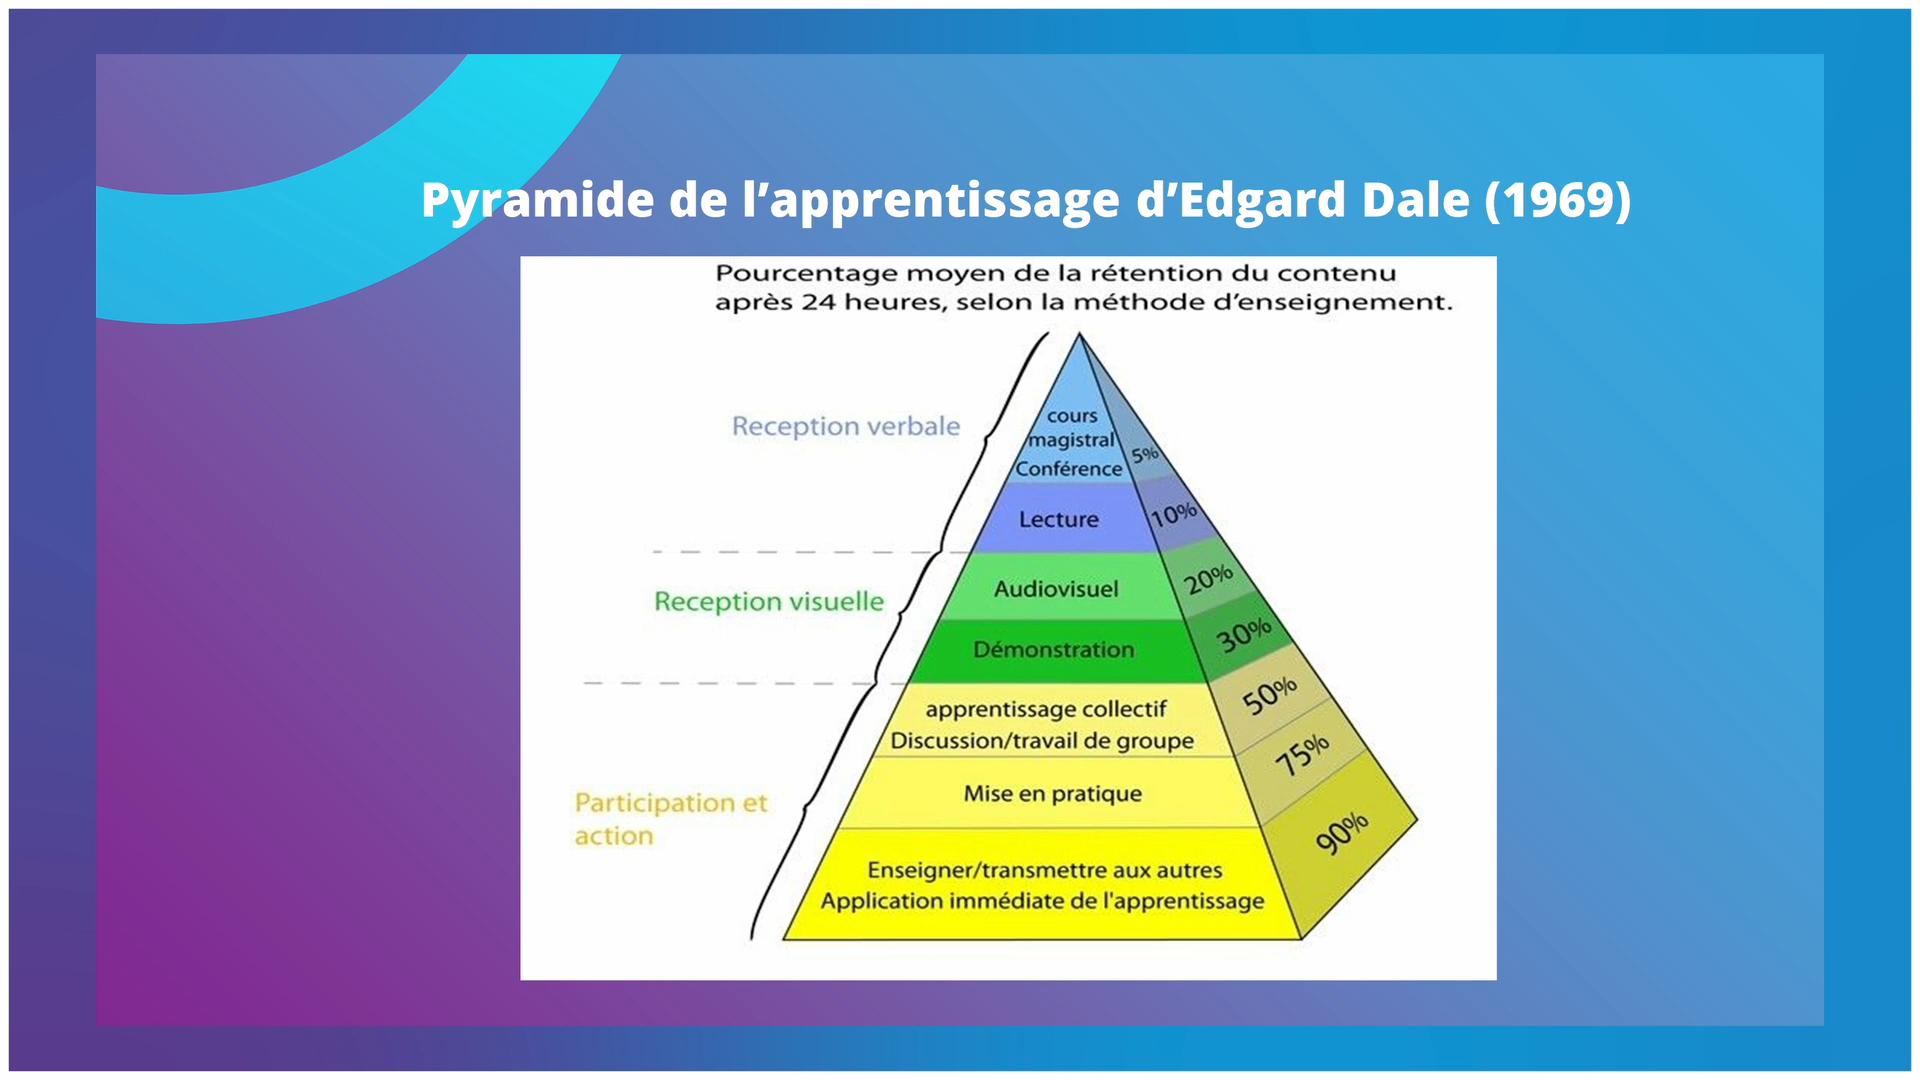 Pyramide de l’apprentissage d’Edgard Dale (1969)
Pourcentage moyen de la rétention du contenu
après 24 heures, selon la méthode d’enseignement.
Reception verbale
cours
magistral
Conférence
5%
Lecture
10%
Reception visuelle
Audiovisuel
20%
Démonstration
30%
Participation et
action
apprentissage collectif
Discussion/travail de groupe
50%
Mise en pratique
75%
Enseigner/transmettre aux autres
Application immédiate de l'apprentissage
90%